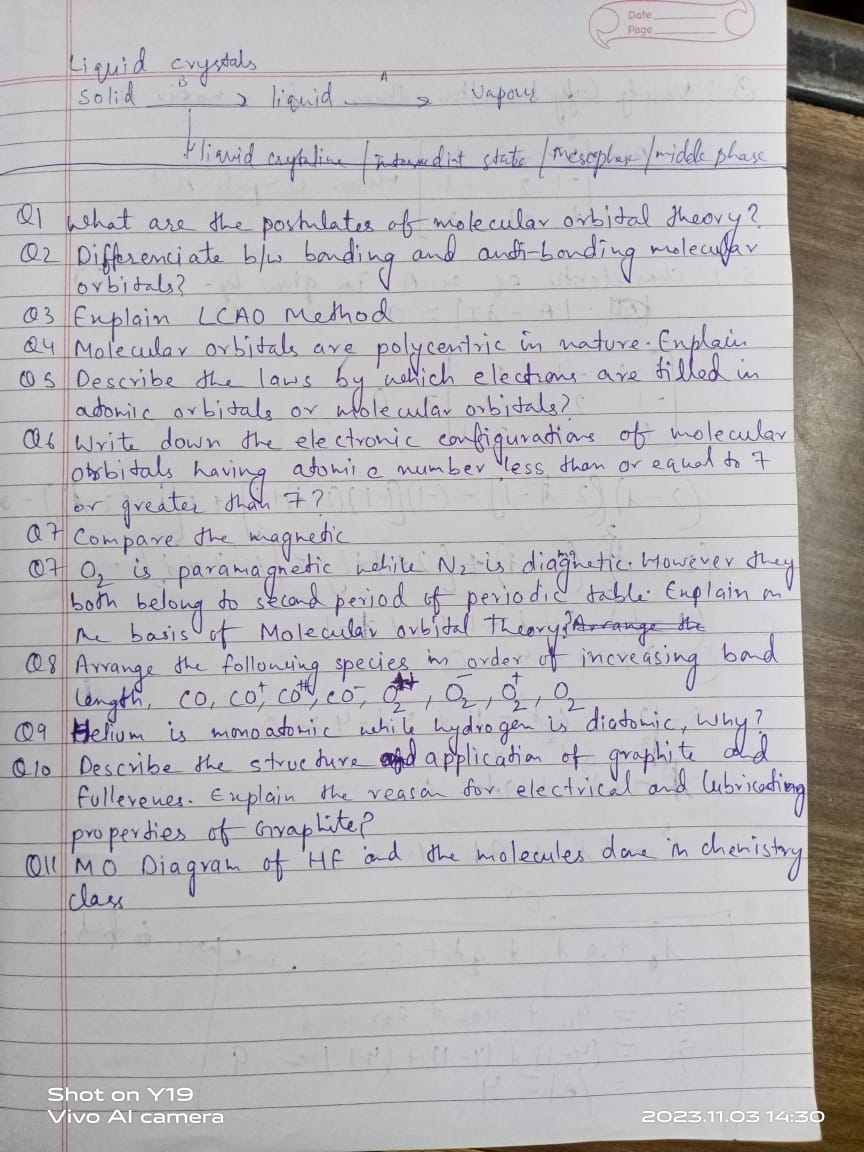 Date
Page
Liquid crystals
solid B liquid A vapour
liquid crytaline / intermedint state / mesophase / middle phase
Q1 What are the postulates of molecular orbital theory?
Q2 Differenciate b/w bonding and anti-bonding molecular
orbitals?
Q3 Explain LCAO Method
Q4 Molecular orbitals are polycentric in nature. Explain
Q5 Describe the laws by which electrons are filled in
atomic orbitals or molecular orbitals?
Q6 Write down the electronic configurations of molecular
orbitals having atomic number less than or equal to 7
or greater than 7?
Q7 Compare the magnetic
Q7 O2 is paramagnetic while N2 is diagmnetic. However they
both belong to second period of periodic table. Explain on
the basis of Molecular orbital Theory? Arrange the
Q8 Arrange the following species in order of increasing bond
length, CO, CO+, CO++, CO-, O2++, O2-, O2+, O2
Q9 Helium is monoatomic while hydrogen is diatomic, Why?
Q10 Describe the structure and application of graphite and
fullerenes. Explain the reason for electrical and lubricating
properties of Graphite?
Q11 MO Diagram of HF and the molecules done in chemistry
class
Shot on Y19
Vivo AI camera
2023.11.03 14:30